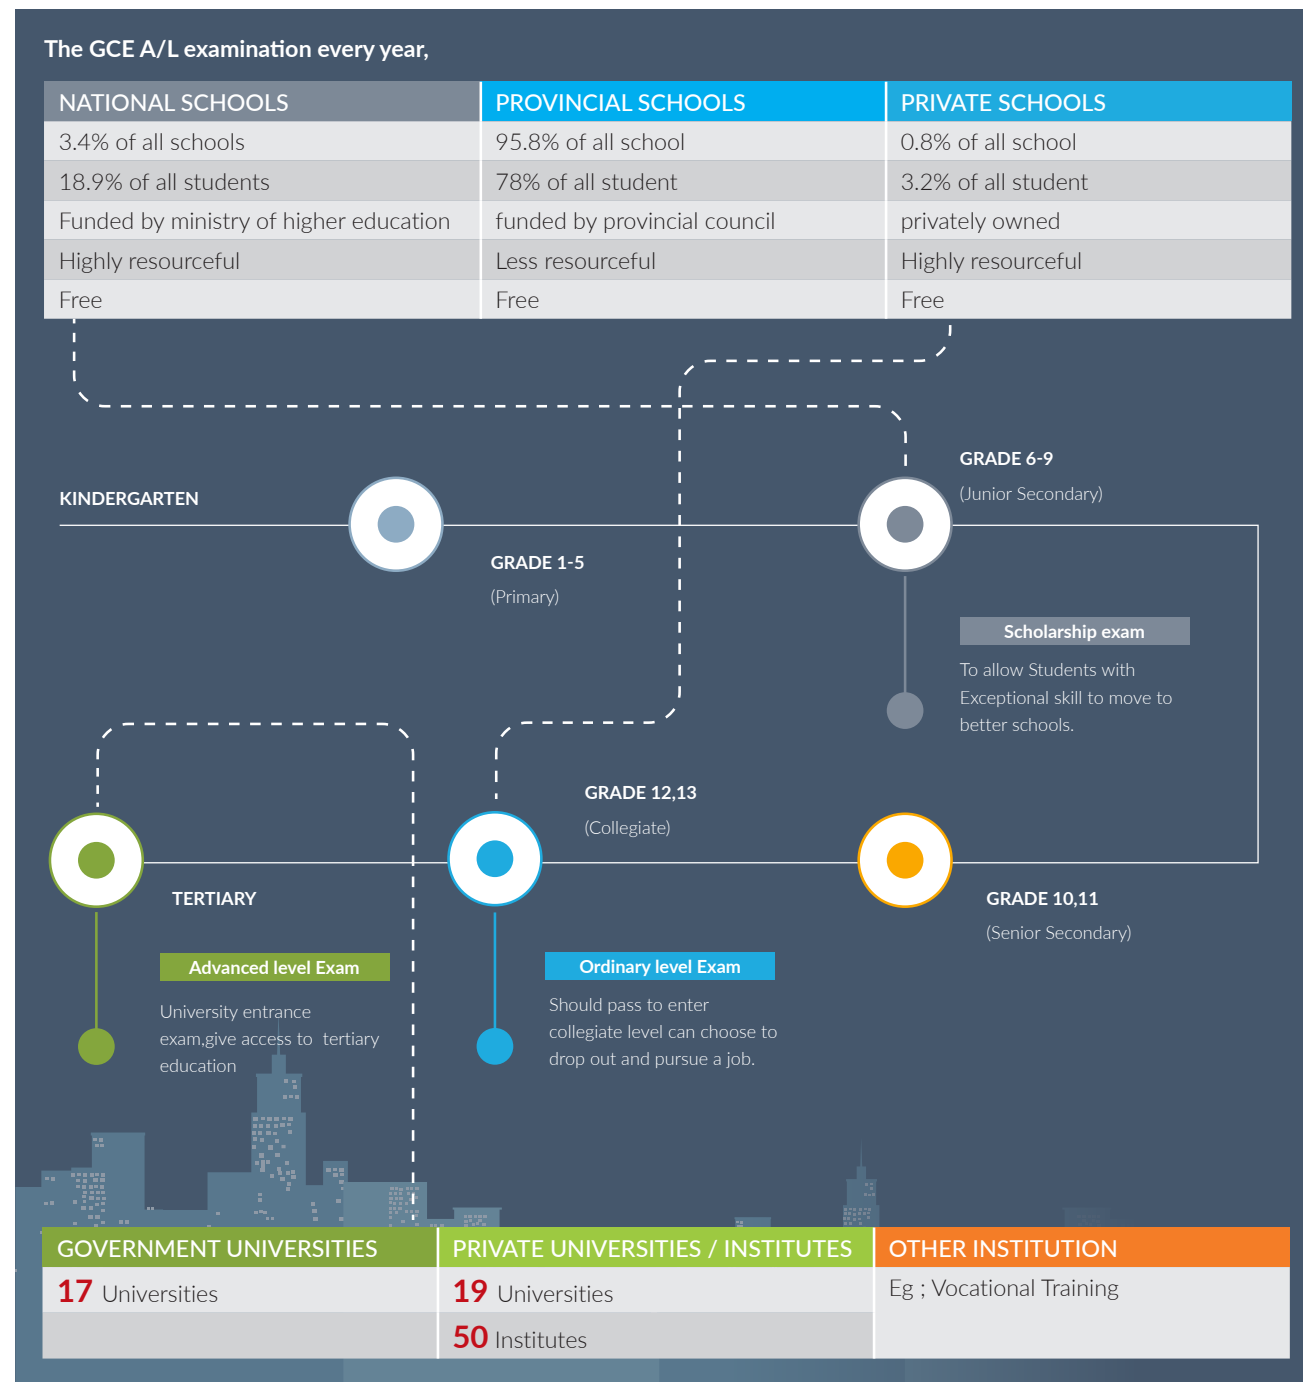 The GCE A/L examination every year,
NATIONAL SCHOOLS PROVINCIAL SCHOOLS PRIVATE SCHOOLS
3.4% of all schools 95.8% of all school 0.8% of all school
18.9% of all students 78% of all student 3.2% of all student
Funded by ministry of higher education funded by provincial council privately owned
Highly resourceful Less resourceful Highly resourceful
Free Free Free
KINDERGARTEN
GRADE 1-5
(Primary)
GRADE 6-9
(Junior Secondary)
Scholarship exam
To allow Students with
Exceptional skill to move to
better schools.
GRADE 10,11
(Senior Secondary)
GRADE 12,13
(Collegiate)
Ordinary level Exam
Should pass to enter
collegiate level can choose to
drop out and pursue a job.
TERTIARY
Advanced level Exam
University entrance
exam,give access to tertiary
education
GOVERNMENT UNIVERSITIES PRIVATE UNIVERSITIES / INSTITUTES OTHER INSTITUTION
17 Universities 19 Universities Eg ; Vocational Training
50 Institutes